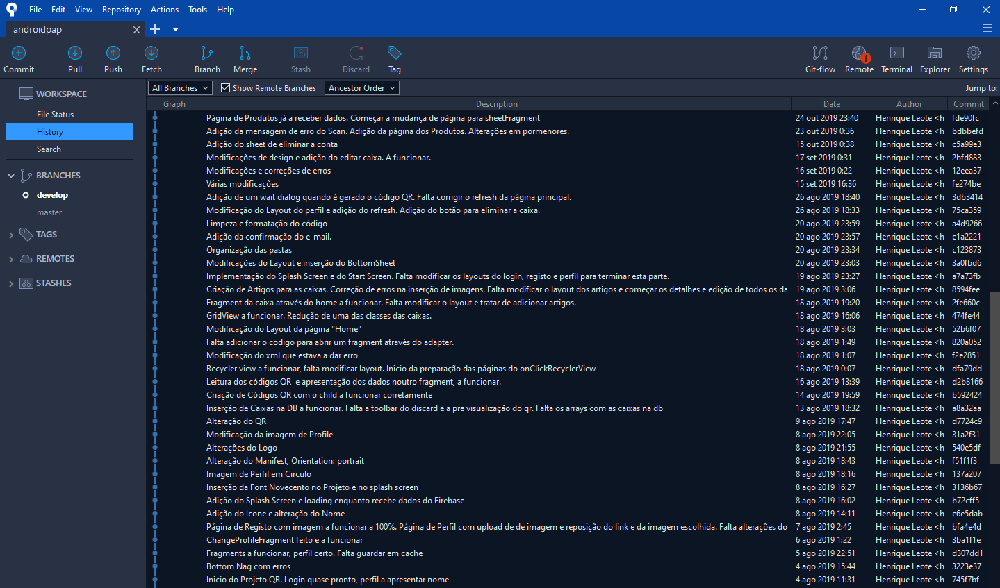 File Edit View Repository Actions Tools Help
androidpap
Commit Pull Push Fetch Branch Merge Stash Discard Tag Git-flow Remote Terminal Explorer Settings
WORKSPACE
File Status
History
Search
BRANCHES
develop
master
TAGS
REMOTES
STASHES
All Branches Show Remote Branches Ancestor Order Jump to:
Graph Description Date Author Commit
Página de Produtos já a receber dados. Começar a mudança de página para sheetFragment 24 out 2019 23:40 Henrique Leote <h fde90fc
Adição da mensagem de erro do Scan. Adição da página dos Produtos. Alterações em pormenores. 23 out 2019 0:36 Henrique Leote <h bdbbefd
Adição do sheet de eliminar a conta 15 out 2019 0:38 Henrique Leote <h c5a99e3
Modificações de design e adição do editar caixa. A funcionar. 17 set 2019 0:31 Henrique Leote <h 2bfd883
Modificações e correções de erros 16 set 2019 0:22 Henrique Leote <h 12eea37
Várias modificações 15 set 2019 16:36 Henrique Leote <h fe274be
Adição de um wait dialog quando é gerado o código QR. Falta corrigir o refresh da página principal. 26 ago 2019 18:40 Henrique Leote <h 3db3414
Modificação do Layout do perfil e adição do refresh. Adição do botão para eliminar a caixa. 26 ago 2019 18:33 Henrique Leote <h 75ca359
Limpeza e formatação do código 20 ago 2019 23:59 Henrique Leote <h a4d9266
Adição da confirmação do e-mail. 20 ago 2019 23:57 Henrique Leote <h e1a2221
Organização das pastas 20 ago 2019 23:34 Henrique Leote <h c123873
Modificações do Layout e inserção do BottomSheet 20 ago 2019 23:03 Henrique Leote <h 3a0fbd6
Implementação do Splash Screen e do Start Screen. Falta modificar os layouts do login, registo e perfil para terminar esta parte. 19 ago 2019 23:27 Henrique Leote <h a7a73fb
Criação de Artigos para as caixas. Correção de erros na inserção de imagens. Falta modificar o layout dos artigos e começar os detalhes e edição de todos os da 19 ago 2019 3:06 Henrique Leote <h 8594fee
Fragment da caixa através do home a funcionar. Falta modificar o layout e tratar de adicionar artigos. 18 ago 2019 19:20 Henrique Leote <h 2fe660c
GridView a funcionar. Redução de uma das classes das caixas. 18 ago 2019 16:06 Henrique Leote <h 474fe44
Modificação do Layout da página "Home" 18 ago 2019 3:03 Henrique Leote <h 52b6f07
Falta adicionar o codigo para abrir um fragment através do adapter. 18 ago 2019 1:49 Henrique Leote <h 820a052
Modificação do xml que estava a dar erro 18 ago 2019 1:07 Henrique Leote <h f2e2851
Recycler view a funcionar, falta modificar layout. Inicio da preparação das páginas do onClickRecyclerView 18 ago 2019 0:07 Henrique Leote <h dfa79dd
Leitura dos códigos QR e apresentação dos dados noutro fragment, a funcionar. 16 ago 2019 13:39 Henrique Leote <h d2b8166
Criação de Códigos QR com o child a funcionar corretamente 14 ago 2019 19:59 Henrique Leote <h b592424
Inserção de Caixas na DB a funcionar. Falta a toolbar do discard e a pre visualização do qr. Falta os arrays com as caixas na db 13 ago 2019 18:32 Henrique Leote <h a8a32aa
Alteração do QR 9 ago 2019 17:47 Henrique Leote <h d7724c9
Modificação da imagem de Profile 8 ago 2019 22:05 Henrique Leote <h 31a2f31
Alterações do Logo 8 ago 2019 21:55 Henrique Leote <h 540e5df
Alteração do Manifest, Orientation: portrait 8 ago 2019 18:43 Henrique Leote <h f51f1f3
Imagem de Perfil em Circulo 8 ago 2019 18:16 Henrique Leote <h 137a207
Inserção da Font Novecento no Projeto e no splash screen 8 ago 2019 16:27 Henrique Leote <h 3136b67
Adição do Splash Screen e loading enquanto recebe dados do Firebase 8 ago 2019 16:02 Henrique Leote <h b72cff5
Adição do Icone e alteração do Nome 8 ago 2019 14:11 Henrique Leote <h e6e5dab
Página de Registo com imagem a funcionar a 100%. Página de Perfil com upload de de imagem e reposição do link e da imagem escolhida. Falta alterações do 7 ago 2019 2:45 Henrique Leote <h bfa4e4d
ChangeProfileFragment feito e a funcionar 6 ago 2019 1:22 Henrique Leote <h 3ba1f1e
Fragments a funcionar, perfil certo. Falta guardar em cache 5 ago 2019 22:51 Henrique Leote <h d307dd1
Bottom Nag com erros 4 ago 2019 15:44 Henrique Leote <h 3223e37
Inicio do Projeto QR. Login quase pronto, perfil a apresentar nome 4 ago 2019 11:31 Henrique Leote <h 745f7bf